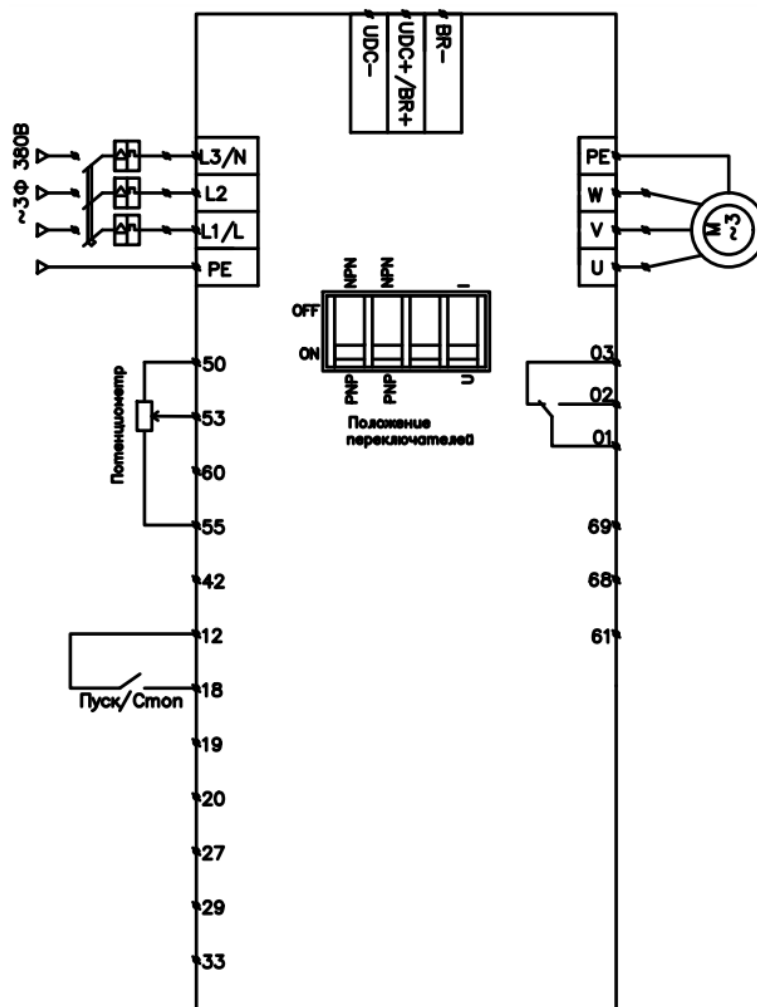 UDC-
UDC+/BR+
BR-
~3Ф 380В
L3/N
L2
L1/L
PE
PE
W
V
U
М
3
~
NPN
NPN
I
OFF
ON
PNP
PNP
U
Положение
переключателей
Потенциометр
50
53
60
55
42
12
18
Пуск/Стоп
19
20
27
29
33
03
02
01
69
68
61